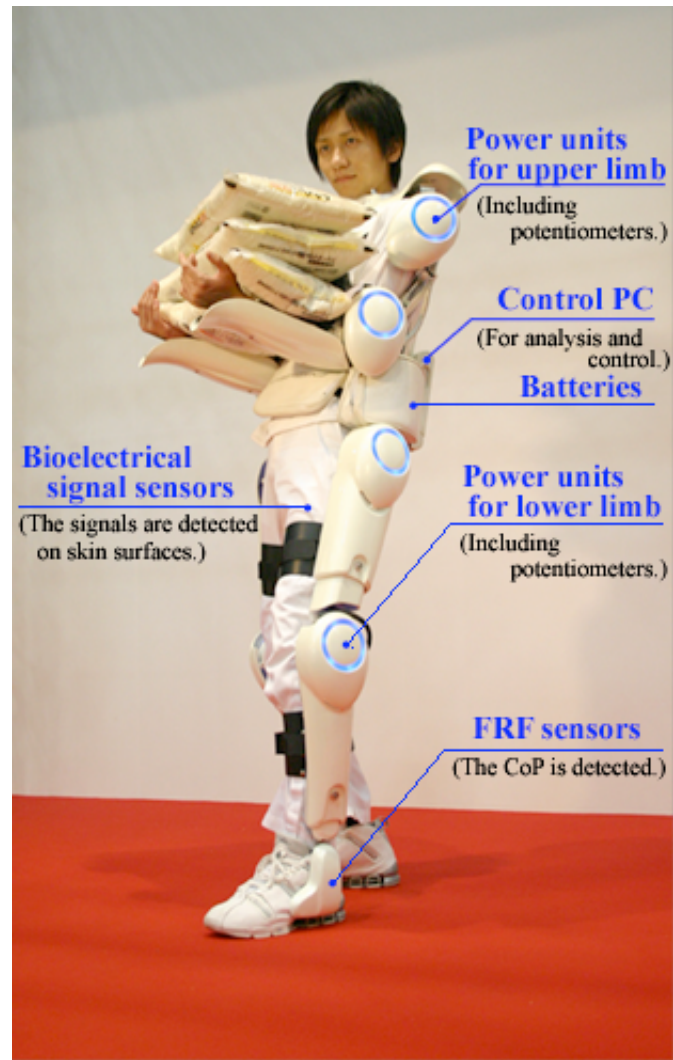 Power units
for upper limb
(Including
potentiometers.)
Control PC
(For analysis and
control.)
Batteries
Bioelectrical
signal sensors
(The signals are detected
on skin surfaces.)
Power units
for lower limb
(Including
potentiometers.)
FRF sensors
(The CoP is detected.)